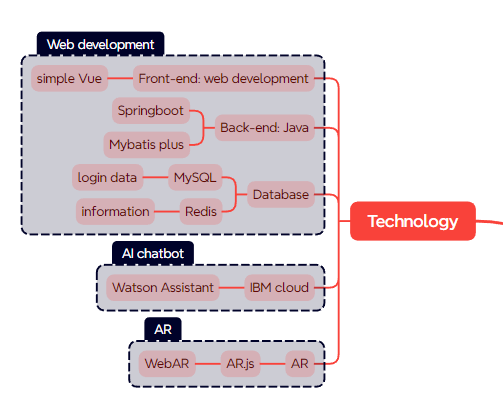 Web development
simple Vue
Front-end: web development
Springboot
Back-end: Java
Mybatis plus
login data
MySQL
Database
information
Redis
Technology
AI chatbot
Watson Assistant
IBM cloud
AR
WebAR
AR.js
AR